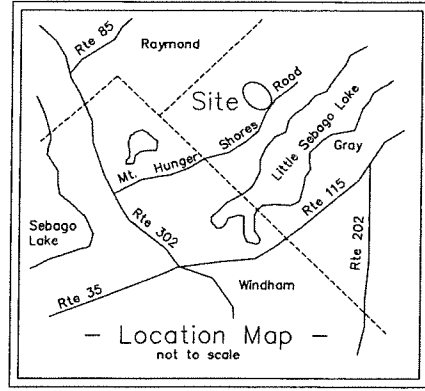 Rte 85
Raymond
Site
Mt. Hunger Shores Road
Little Sebago Lake
Gray
Rte 115
Rte 302
Sebago
Lake
Rte 202
Rte 35
Windham
– Location Map –
not to scale